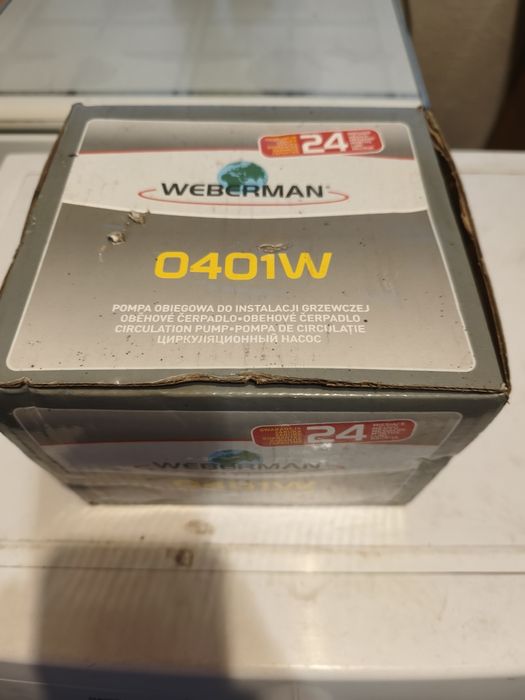 24
WEBERMAN
0401W
POMPA OBIEGOWA DO INSTALACJI GRZEWCZEJ
OBĚHOVÉ ČERPADLO•OBEHOVÉ ČERPADLO
CIRCULATION PUMP•POMPA DE CIRCULAȚIE
ЦИРКУЛЯЦИОННЫЙ НАСОС
24
WEBERMAN
0401W